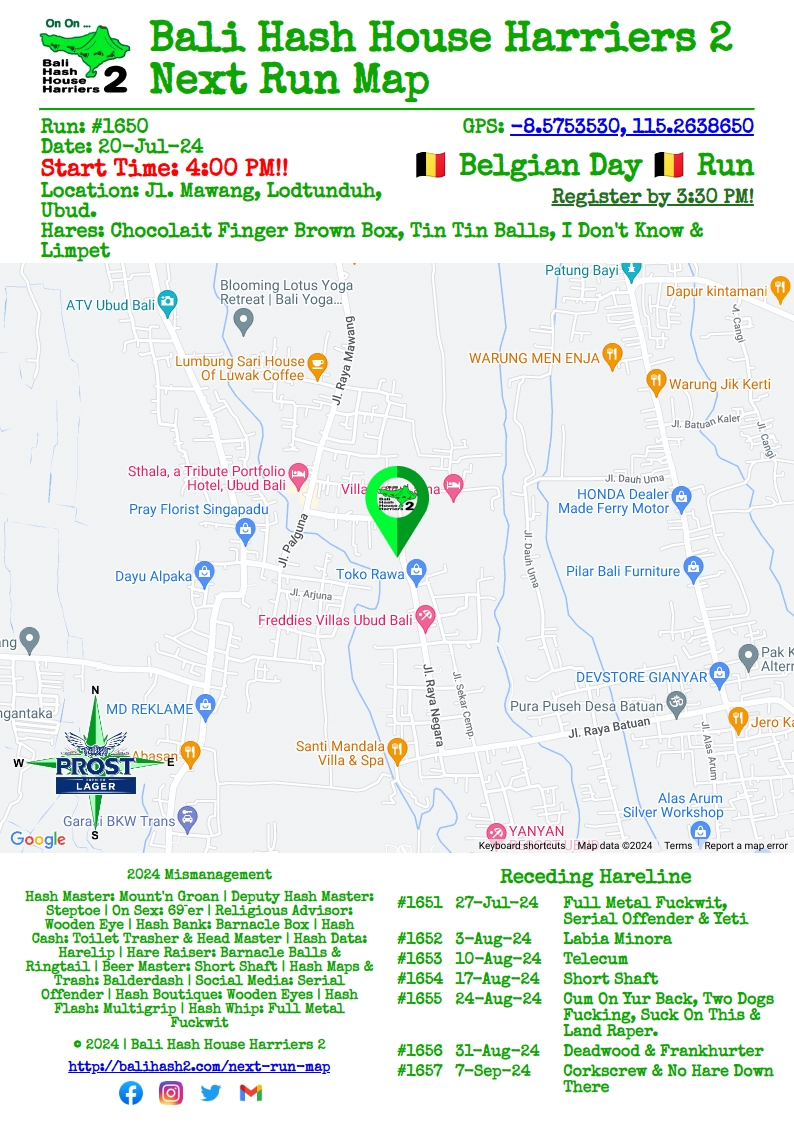 On On ...
Bali
Hash
House
Harriers 2
Bali Hash House Harriers 2
Next Run Map
Run: #1650
Date: 20-Jul-24
Start Time: 4:00 PM!!
Location: Jl. Mawang, Lodtunduh,
Ubud.
Hares: Chocolait Finger Brown Box, Tin Tin Balls, I Don't Know &
Limpet
GPS: -8.5753530, 115.2638650
Belgian Day Run
Register by 3:30 PM!
Patung Bayi
Blooming Lotus Yoga
Retreat | Bali Yoga...
Dapur kintamani
ATV Ubud Bali
Jl. Cangi
Jl. Raya Mawang
WARUNG MEN ENJA
Lumbung Sari House
Of Luwak Coffee
Warung Jik Kerti
Jl. Batuan Kaler
Jl. Cangi
Sthala, a Tribute Portfolio
Hotel, Ubud Bali
Jl. Dauh Uma
Villa
ma
Bali
Hash
House
Harriers 2
HONDA Dealer
Made Ferry Motor
Pray Florist Singapadu
Jl. Pa/guna
Jl. Dauh Uma
Dayu Alpaka
Toko Rawa
Pilar Bali Furniture
Jl. Arjuna
Freddies Villas Ubud Bali
ang
Pak K
Altern
Jl. Raya Negara
Jl. Sekar Cemp.
DEVSTORE GIANYAR
N
ngantaka
MD REKLAME
Pura Puseh Desa Batuan
Jl. Raya Batuan
Jero Ka
Santi Mandala
Villa & Spa
Abasan
W
PROST
LAGER
E
Jl. Alas Arum
Alas Arum
Silver Workshop
Garasi BKW Trans
S
YANYAN
Google
Keyboard shortcuts
Map data ©2024
Terms
Report a map error
2024 Mismanagement
Hash Master: Mount'n Groan | Deputy Hash Master:
Steptoe | On Sex: 69~er | Religious Advisor:
Wooden Eye | Hash Bank: Barnacle Box | Hash
Cash: Toilet Trasher & Head Master | Hash Data:
Harelip | Hare Raiser: Barnacle Balls &
Ringtail | Beer Master: Short Shaft | Hash Maps &
Trash: Balderdash | Social Media: Serial
Offender | Hash Boutique: Wooden Eyes | Hash
Flash: Multigrip | Hash Whip: Full Metal
Fuckwit
© 2024 | Bali Hash House Harriers 2
http://balihash2.com/next-run-map
Receding Hareline
#1651 27-Jul-24 Full Metal Fuckwit,
Serial Offender & Yeti
#1652 3-Aug-24 Labia Minora
#1653 10-Aug-24 Telecum
#1654 17-Aug-24 Short Shaft
#1655 24-Aug-24 Cum On Yur Back, Two Dogs
Fucking, Suck On This &
Land Raper.
#1656 31-Aug-24 Deadwood & Frankhurter
#1657 7-Sep-24 Corkscrew & No Hare Down
There